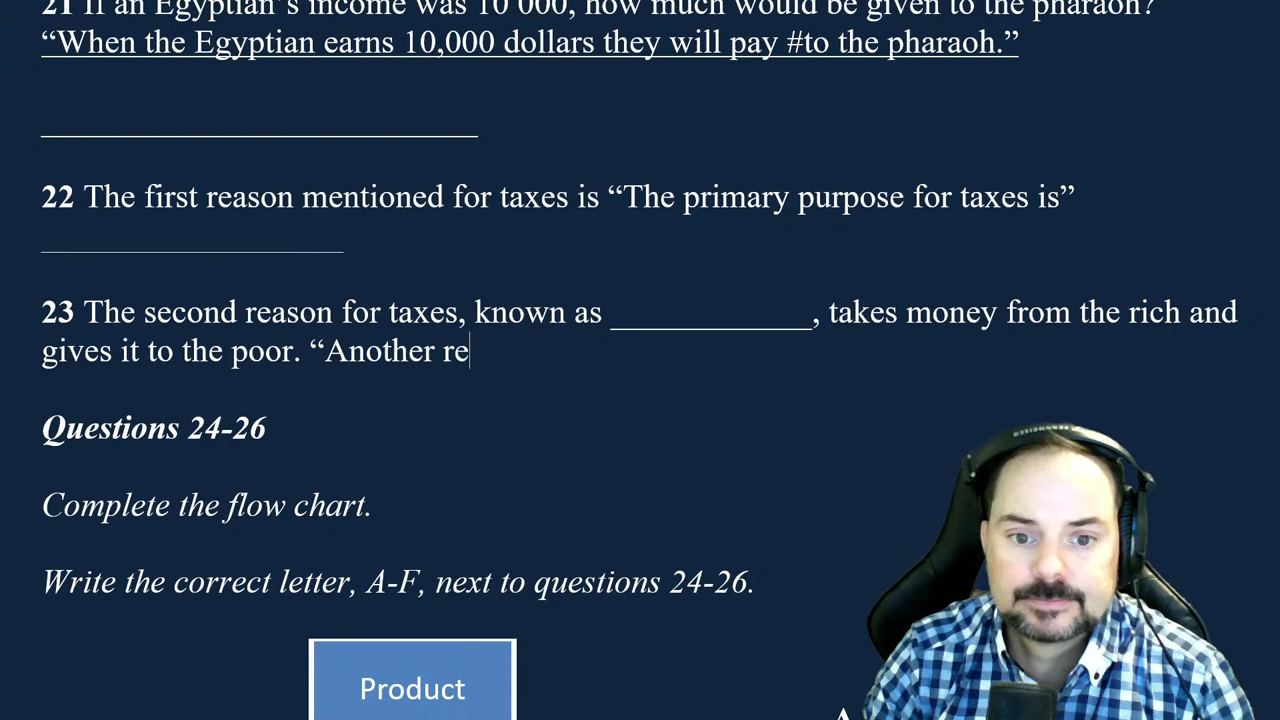 21 If an Egyptian's income was 10 000, how much would be given to the pharaoh?
“When the Egyptian earns 10,000 dollars they will pay #to the pharaoh.”
22 The first reason mentioned for taxes is “The primary purpose for taxes is”
23 The second reason for taxes, known as ____________, takes money from the rich and
gives it to the poor. “Another re
Questions 24-26
Complete the flow chart.
Write the correct letter, A-F, next to questions 24-26.
Product